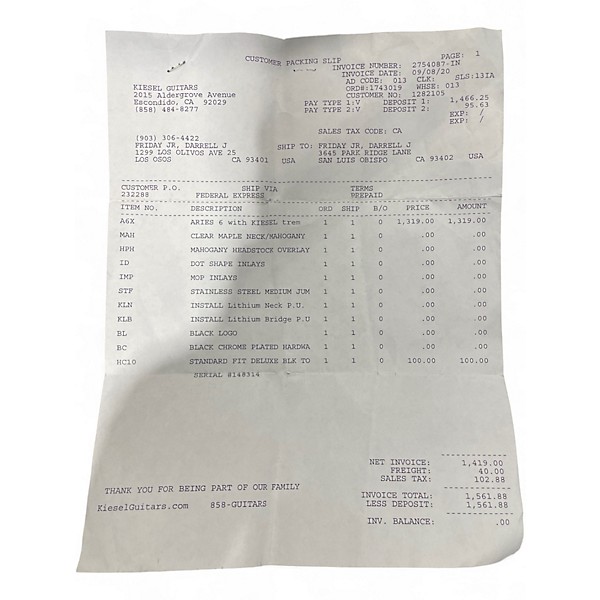 CUSTOMER PACKING SLIP PAGE: 1
INVOICE NUMBER: 2754087-IN
INVOICE DATE: 09/08/20
AD CODE: 013 CLK: SLS:13IA
ORD#:1743019 WHSE: 013
CUSTOMER NO: 1282105
PAY TYPE 1:V DEPOSIT 1: 1,466.25
PAY TYPE 2:V DEPOSIT 2: 95.63
EXP: /
EXP: /
KIESEL GUITARS
2015 Aldergrove Avenue
Escondido, CA 92029
(858) 484-8277
SALES TAX CODE: CA
(903) 306-4422
FRIDAY JR, DARRELL J SHIP TO: FRIDAY JR, DARRELL J
1299 LOS OLIVOS AVE 25 3645 PARK RIDGE LANE
LOS OSOS CA 93401 USA SAN LUIS OBISPO CA 93402 USA
CUSTOMER P.O. SHIP VIA TERMS
232288 FEDERAL EXPRESS PREPAID
ITEM NO. DESCRIPTION ORD SHIP B/O PRICE AMOUNT
A6X ARIES 6 with KIESEL trem 1 1 0 1,319.00 1,319.00
MAH CLEAR MAPLE NECK/MAHOGANY 1 1 0 .00 .00
HPH MAHOGANY HEADSTOCK OVERLAY 1 1 0 .00 .00
ID DOT SHAPE INLAYS 1 1 0 .00 .00
IMP MOP INLAYS 1 1 0 .00 .00
STF STAINLESS STEEL MEDIUM JUM 1 1 0 .00 .00
KLN INSTALL Lithium Neck P.U. 1 1 0 .00 .00
KLB INSTALL Lithium Bridge P.U 1 1 0 .00 .00
BL BLACK LOGO 1 1 0 .00 .00
BC BLACK CHROME PLATED HARDWA 1 1 0 .00 .00
HC10 STANDARD FIT DELUXE BLK TO 1 1 0 100.00 100.00
SERIAL #148314
NET INVOICE: 1,419.00
FREIGHT: 40.00
SALES TAX: 102.88
THANK YOU FOR BEING PART OF OUR FAMILY
INVOICE TOTAL: 1,561.88
KieselGuitars.com 858-GUITARS LESS DEPOSIT: 1,561.88
INV. BALANCE: .00